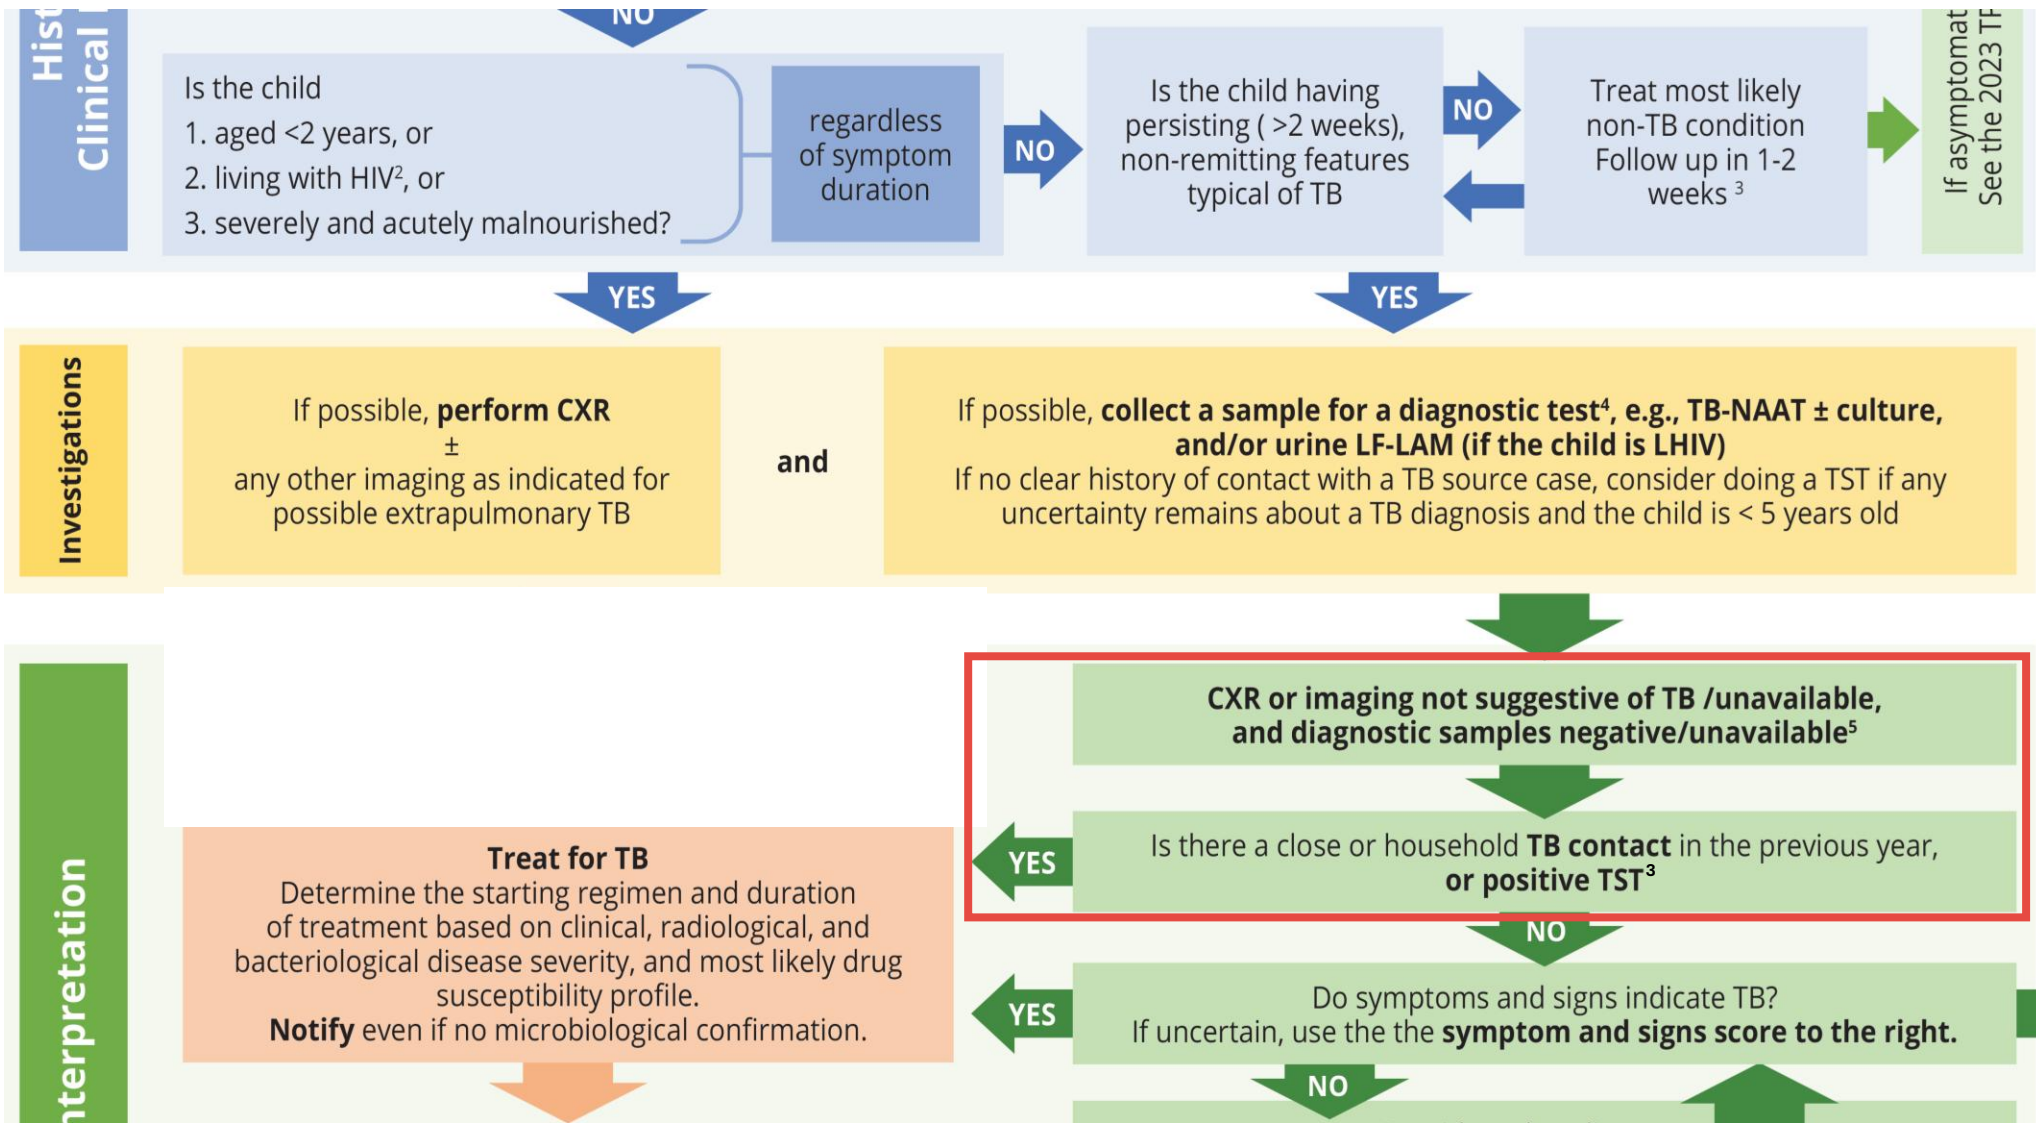 His
Clinical
NO
Is the child
1. aged <2 years, or
2. living with HIV², or
3. severely and acutely malnourished?
regardless
of symptom
duration
NO
Is the child having
persisting ( >2 weeks),
non-remitting features
typical of TB
NO
Treat most likely
non-TB condition
Follow up in 1-2
weeks ³
If asymptomat
See the 2023 TP
YES
YES
Investigations
If possible, perform CXR
±
any other imaging as indicated for
possible extrapulmonary TB
and
If possible, collect a sample for a diagnostic test⁴, e.g., TB-NAAT ± culture,
and/or urine LF-LAM (if the child is LHIV)
If no clear history of contact with a TB source case, consider doing a TST if any
uncertainty remains about a TB diagnosis and the child is < 5 years old
nterpretation
CXR or imaging not suggestive of TB /unavailable,
and diagnostic samples negative/unavailable⁵
YES
Is there a close or household TB contact in the previous year,
or positive TST³
Treat for TB
Determine the starting regimen and duration
of treatment based on clinical, radiological, and
bacteriological disease severity, and most likely drug
susceptibility profile.
Notify even if no microbiological confirmation.
NO
YES
Do symptoms and signs indicate TB?
If uncertain, use the the symptom and signs score to the right.
NO